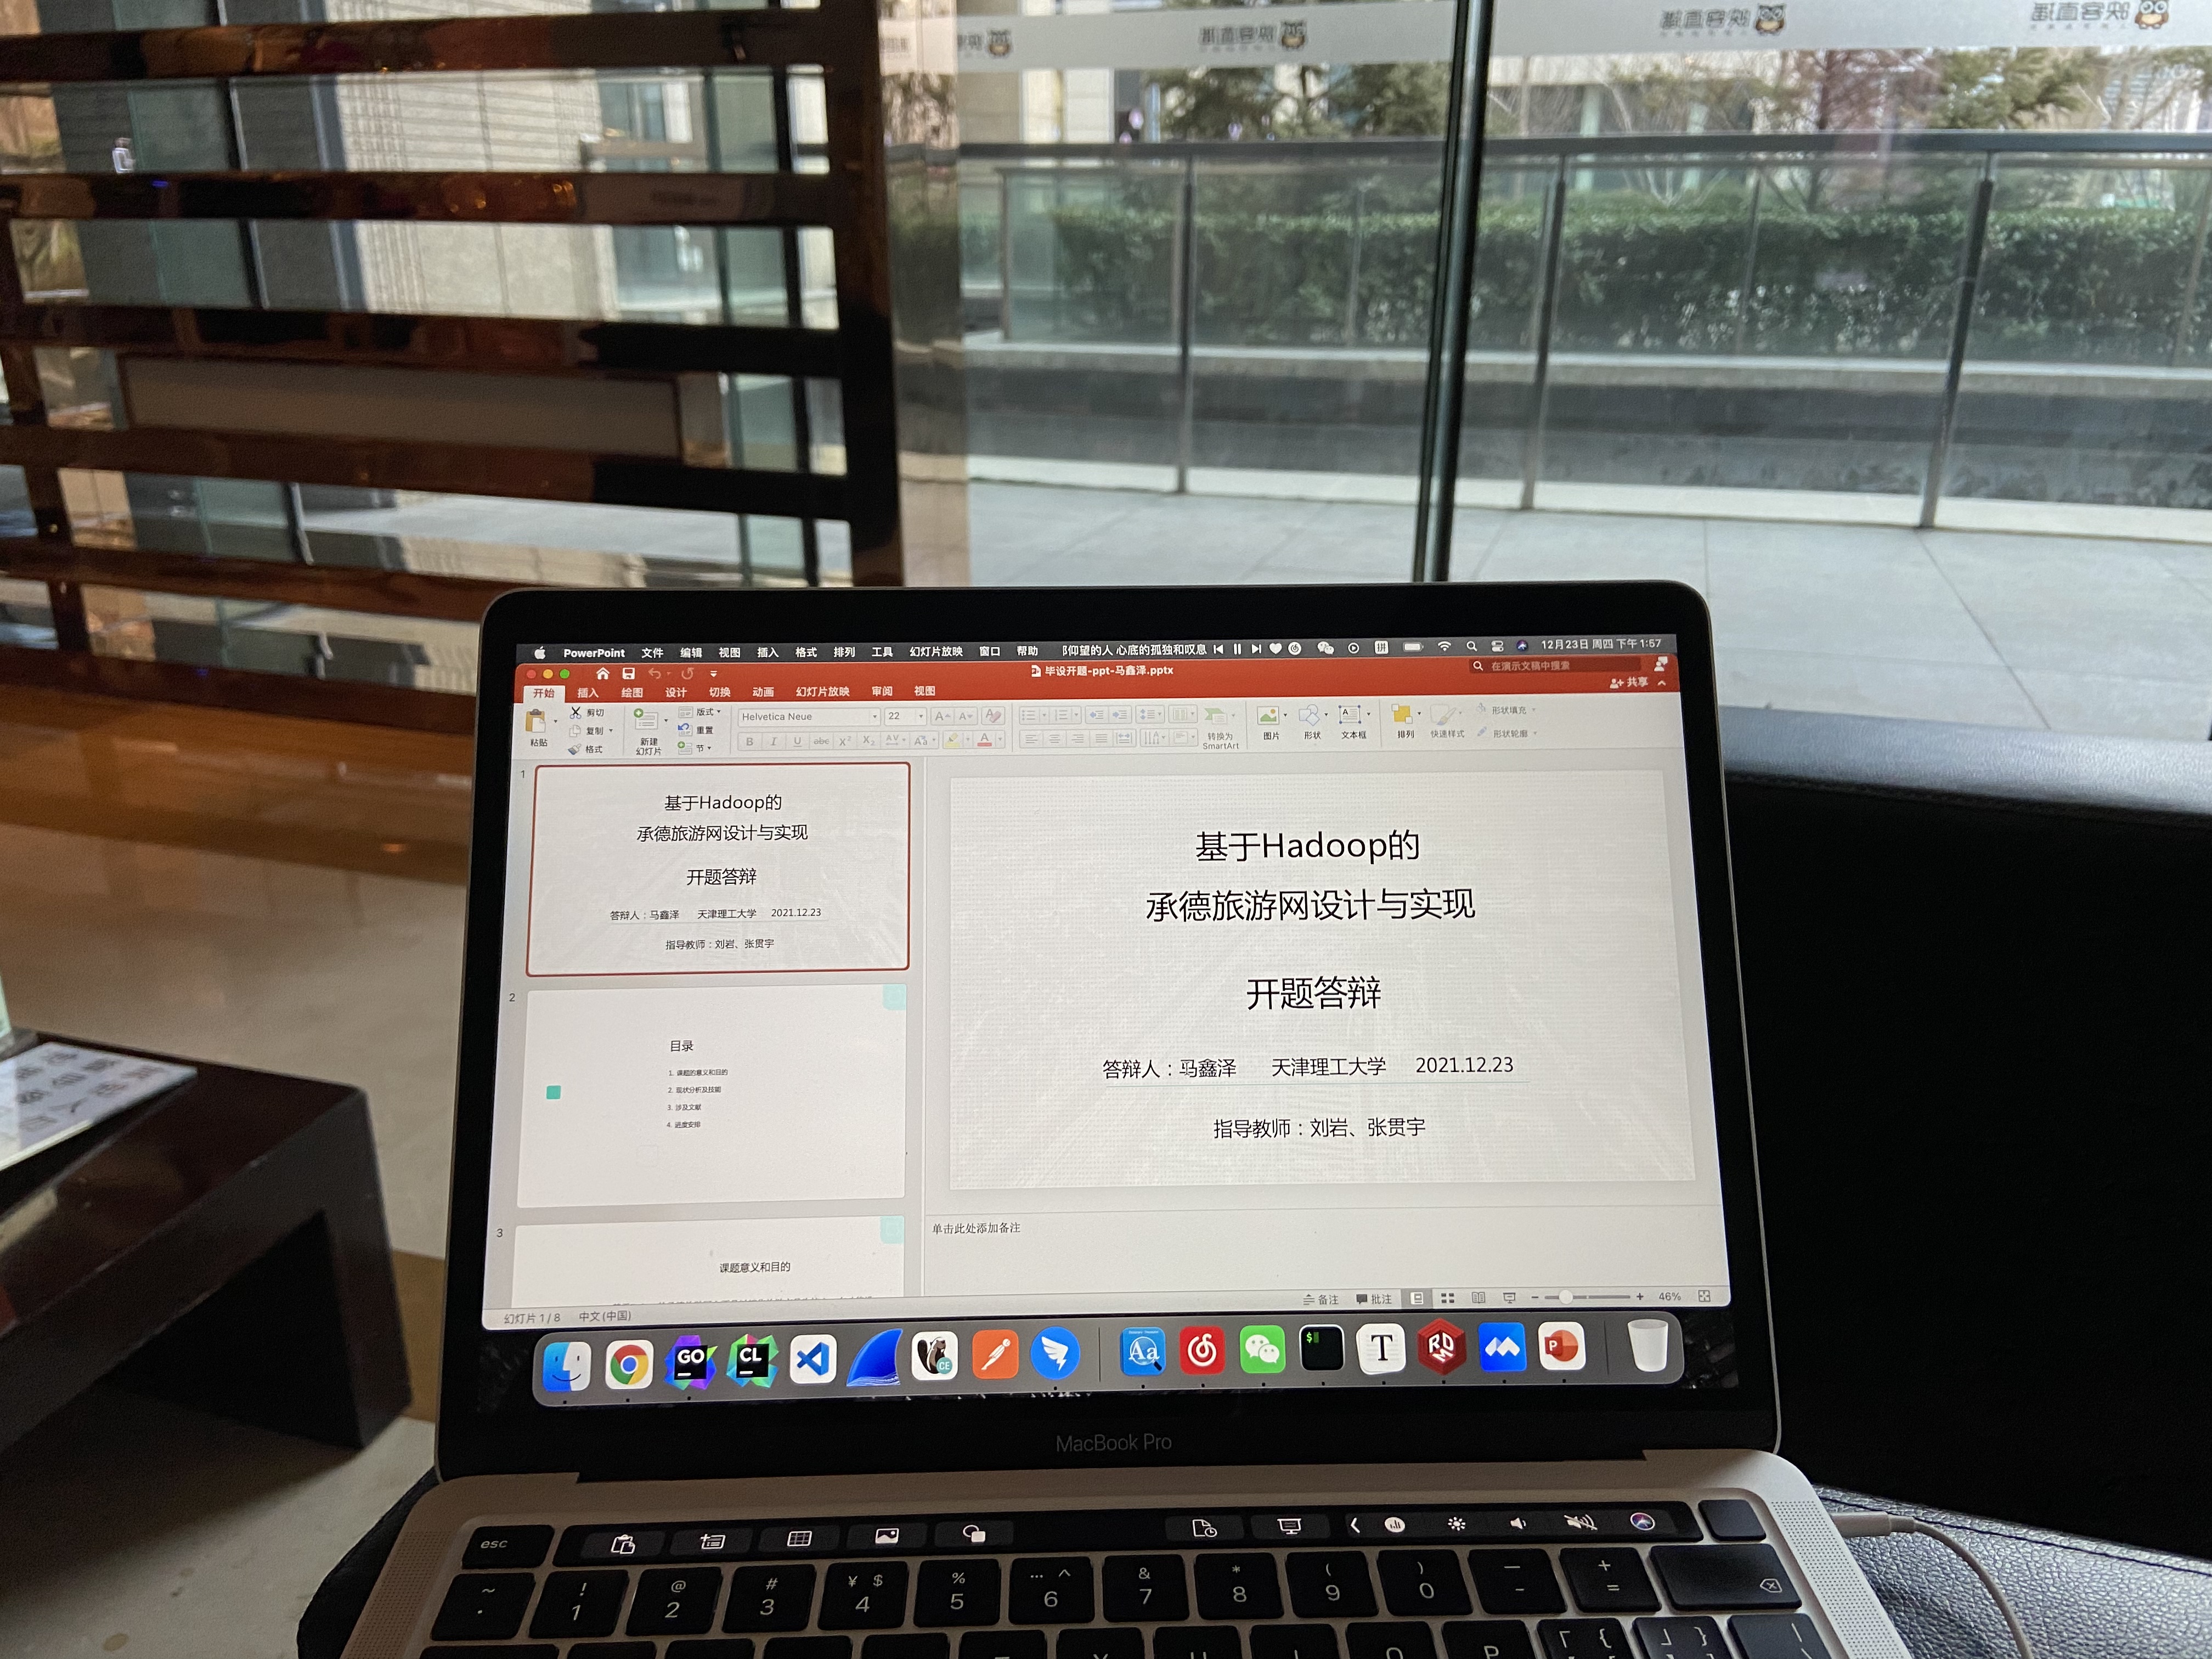 PowerPoint 文件 编辑 视图 插入 格式 排列 工具 幻灯片放映 窗口 帮助 仰望的人 心底的孤独和叹息 拼 12月23日 周四 下午1:57
毕设开题-ppt-马鑫泽.pptx
在演示文稿中搜索
开始 插入 绘图 设计 切换 动画 幻灯片放映 审阅 视图 共享
粘贴 剪切 复制 格式
新建幻灯片 版式 重置 节
Helvetica Neue 22
转换为 SmartArt
图片 形状 文本框 排列 快速样式 形状填充 形状轮廓
1
基于Hadoop的
承德旅游网设计与实现
开题答辩
答辩人:马鑫泽 天津理工大学 2021.12.23
指导教师:刘岩、张贯宇
2
目录
1. 课题的意义和目的
2. 现状分析及技能
3. 涉及文献
4. 进度安排
3
课题意义和目的
基于Hadoop的
承德旅游网设计与实现
开题答辩
答辩人:马鑫泽 天津理工大学 2021.12.23
指导教师:刘岩、张贯宇
单击此处添加备注
幻灯片 1 / 8 中文(中国) 备注 批注 46%
GO CL CE Aa $ T RD P
MacBook Pro
esc
~ ! @ # ¥ $ % … ^ & * ( ) — +
· 1 2 3 4 5 6 7 8 9 0 - =